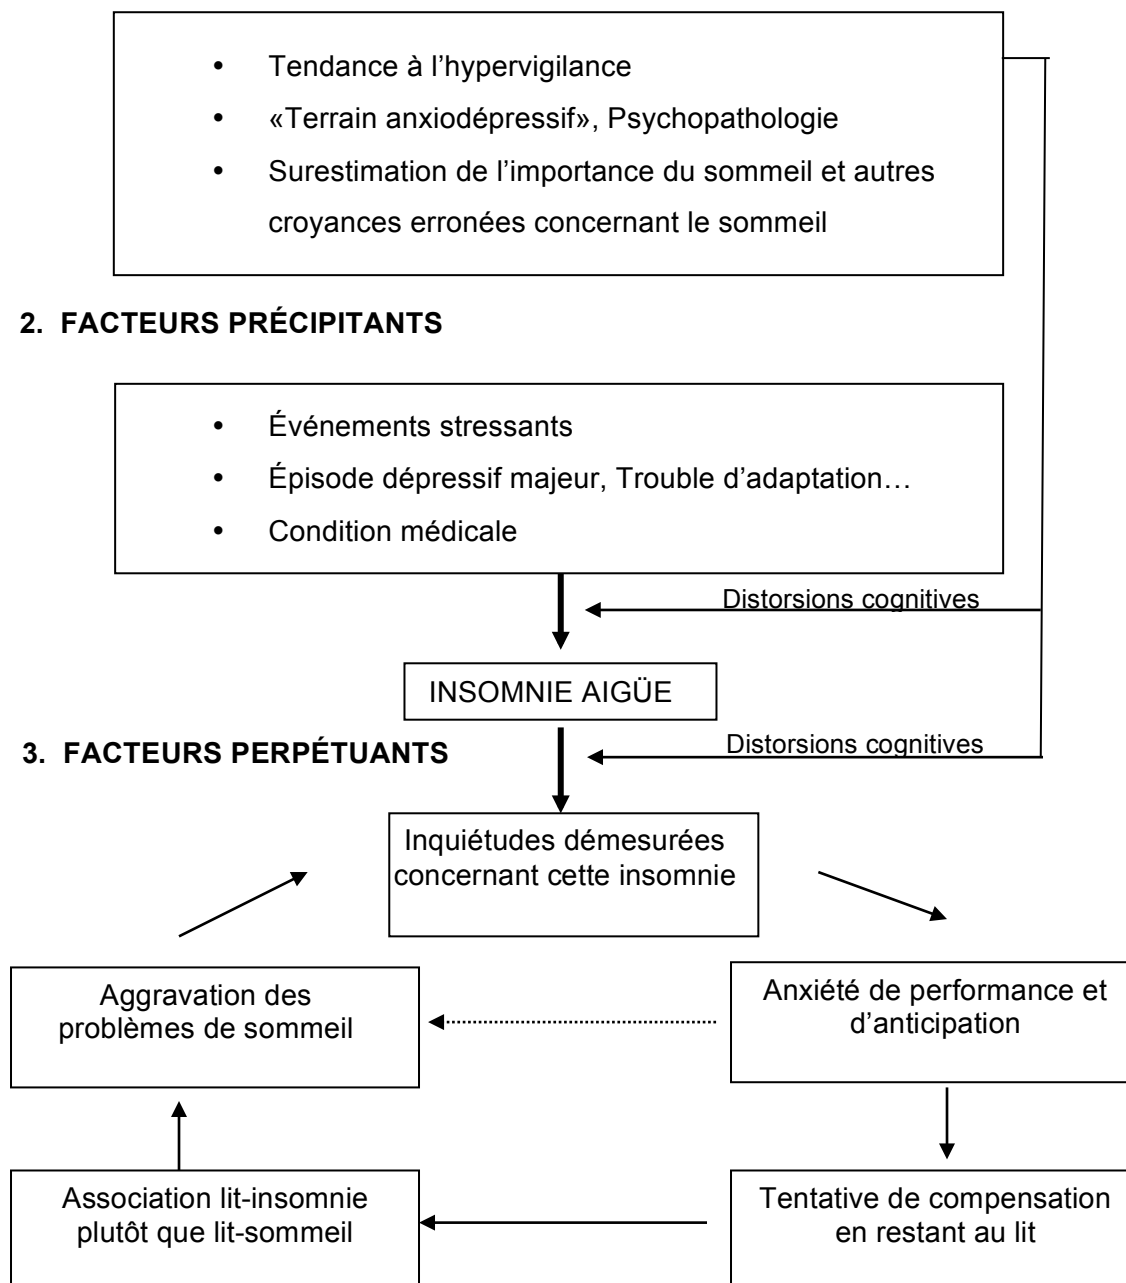 • Tendance à l’hypervigilance
• «Terrain anxiodépressif», Psychopathologie
• Surestimation de l’importance du sommeil et autres
croyances erronées concernant le sommeil
2. FACTEURS PRÉCIPITANTS
• Événements stressants
• Épisode dépressif majeur, Trouble d’adaptation…
• Condition médicale
Distorsions cognitives
INSOMNIE AIGÜE
3. FACTEURS PERPÉTUANTS
Distorsions cognitives
Inquiétudes démesurées
concernant cette insomnie
Aggravation des
problèmes de sommeil
Anxiété de performance et
d’anticipation
Association lit-insomnie
plutôt que lit-sommeil
Tentative de compensation
en restant au lit